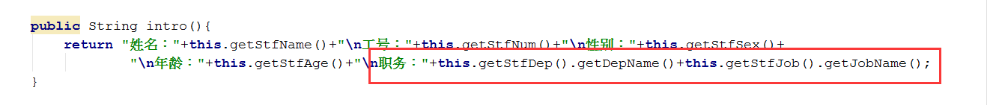 public String intro(){
return "姓名："+this.getStfName()+"\n工号："+this.getStfNum()+"\n性别："+this.getStfSex()+
"\n年龄："+this.getStfAge()+"\n职务："+this.getStfDep().getDepName()+this.getStfJob().getJobName();
}